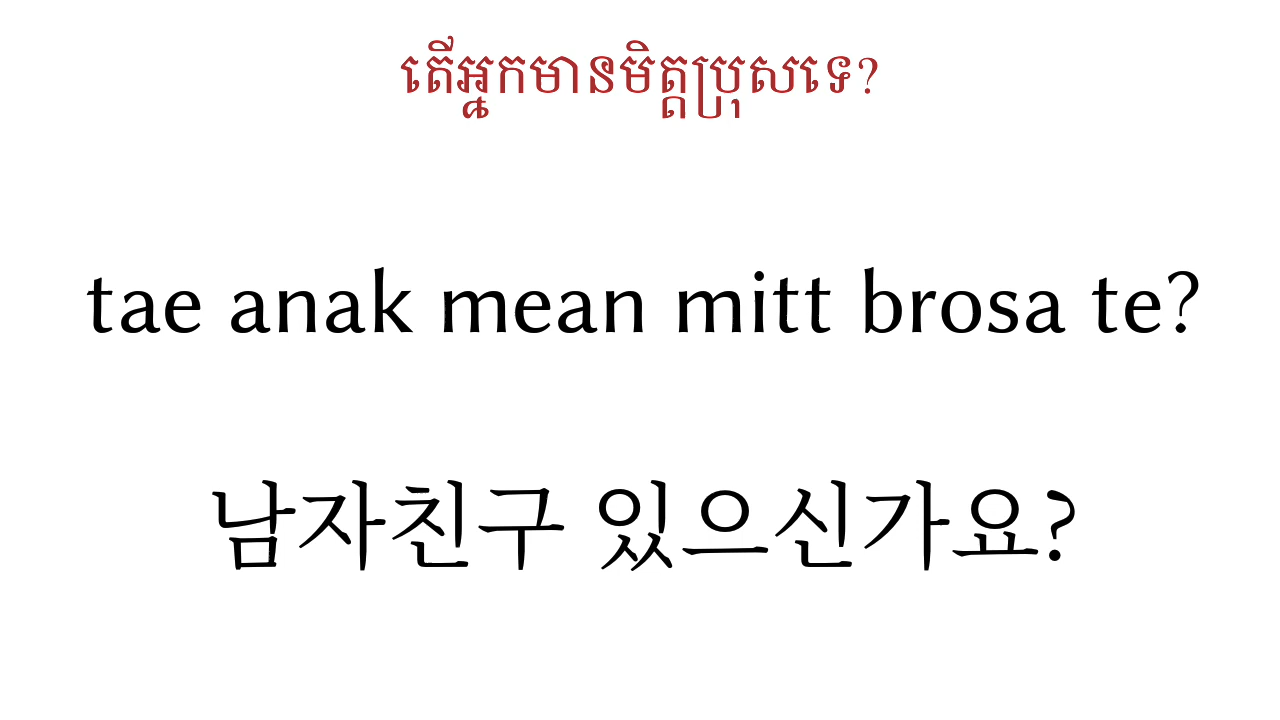 តើអ្នកមានមិត្តប្រុសទេ?
tae anak mean mitt brosa te?
남자친구 있으신가요?